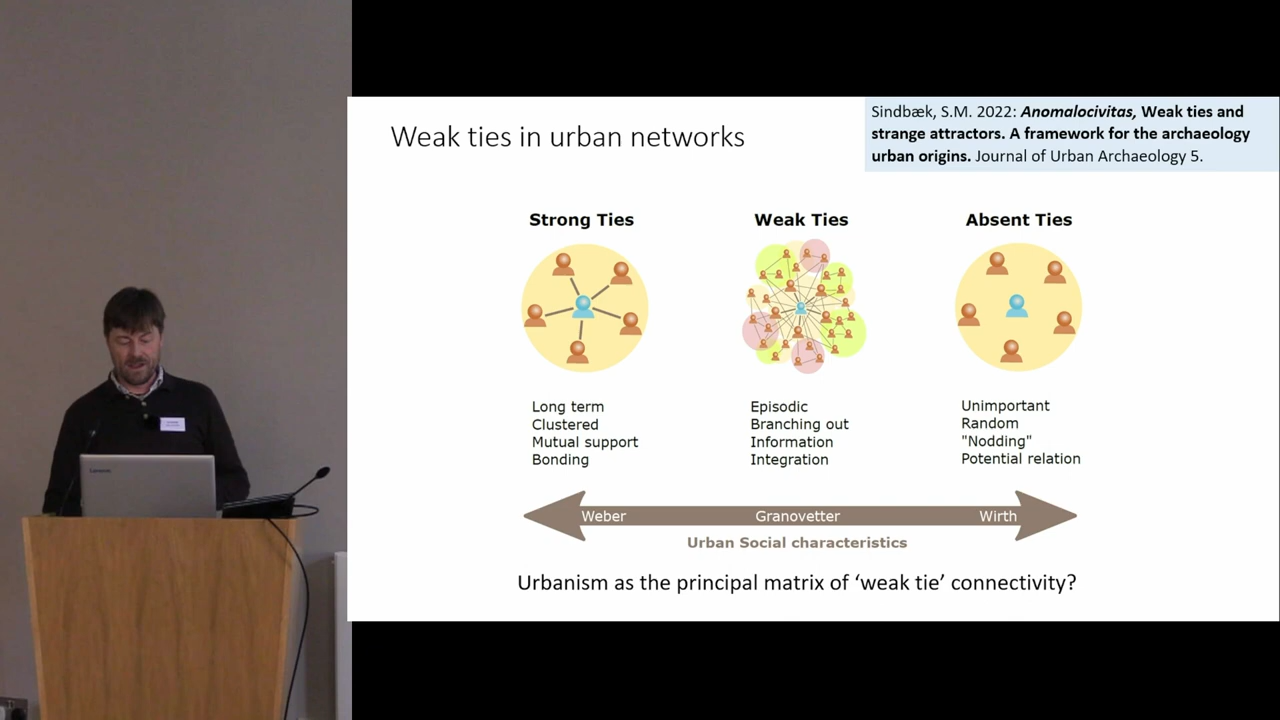 Weak ties in urban networks
Sindbæk, S.M. 2022: Anomalocivitas, Weak ties and
strange attractors. A framework for the archaeology
urban origins. Journal of Urban Archaeology 5.
Strong Ties
Weak Ties
Absent Ties
Long term
Clustered
Mutual support
Bonding
Episodic
Branching out
Information
Integration
Unimportant
Random
"Nodding"
Potential relation
Weber
Granovetter
Wirth
Urban Social characteristics
Urbanism as the principal matrix of ‘weak tie’ connectivity?
Lenovo